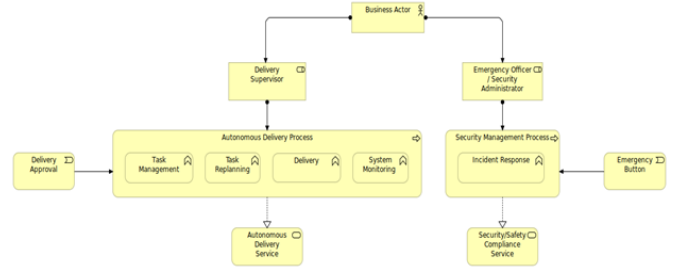 Business Actor
Delivery
Supervisor
Emergency Officer
/ Security
Administrator
Autonomous Delivery Process
Security Management Process
Delivery
Approval
Task
Management
Task
Replanning
Delivery
System
Monitoring
Incident Response
Emergency
Button
Autonomous
Delivery
Service
Security/Safety
Compliance
Service